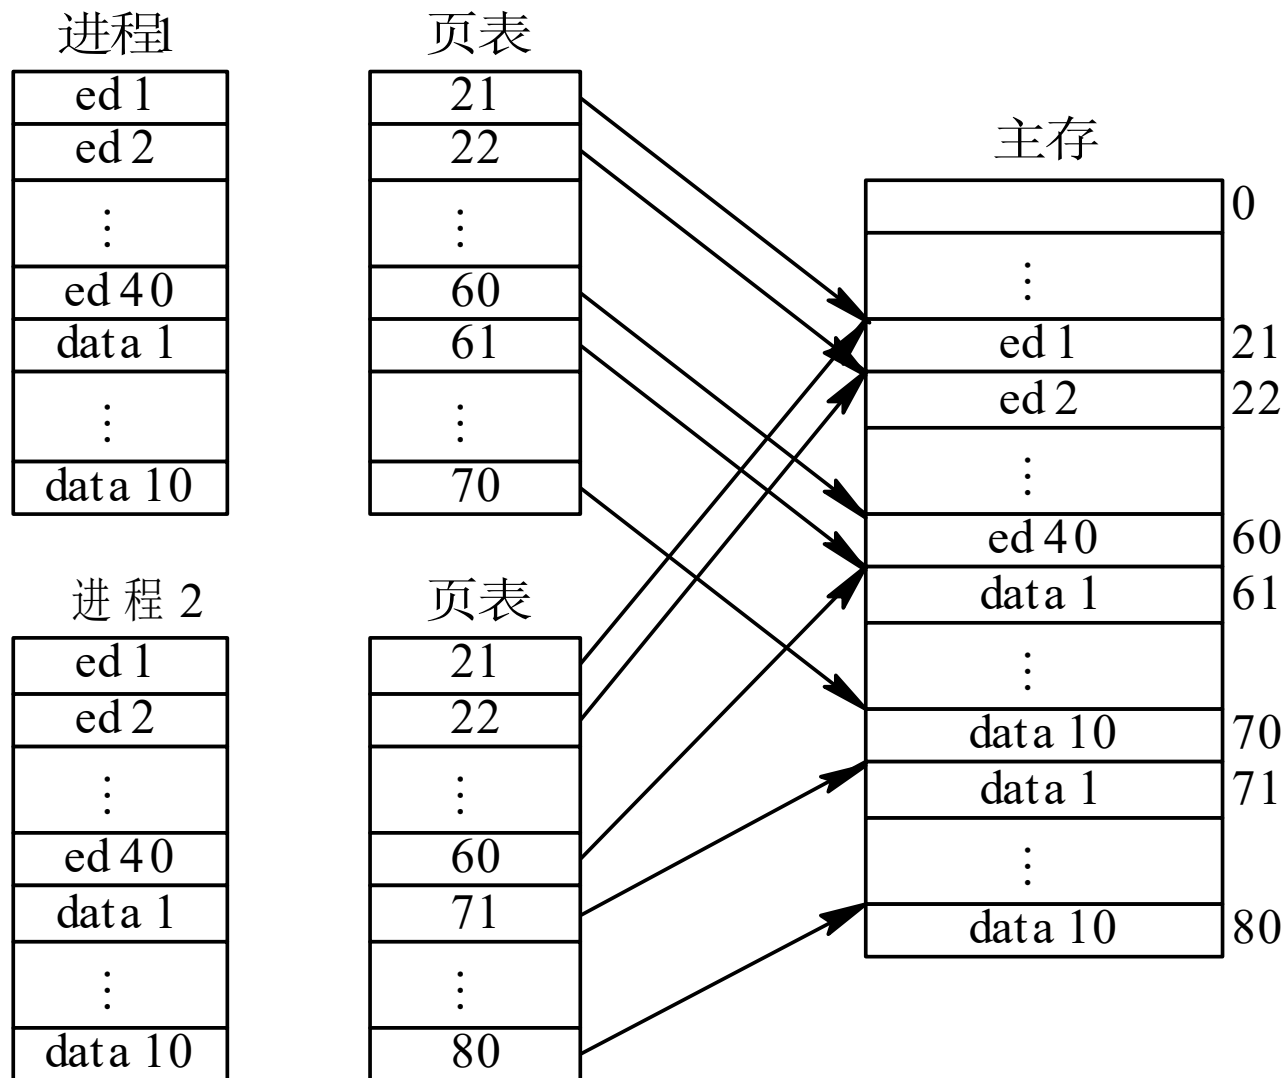 进程1
ed 1
ed 2
⋮
ed 40
data 1
⋮
data 10
页表
21
22
⋮
60
61
⋮
70
进程 2
ed 1
ed 2
⋮
ed 40
data 1
⋮
data 10
页表
21
22
⋮
60
71
⋮
80
主存
0
⋮
ed 1 21
ed 2 22
⋮
ed 40 60
data 1 61
⋮
data 10 70
data 1 71
⋮
data 10 80